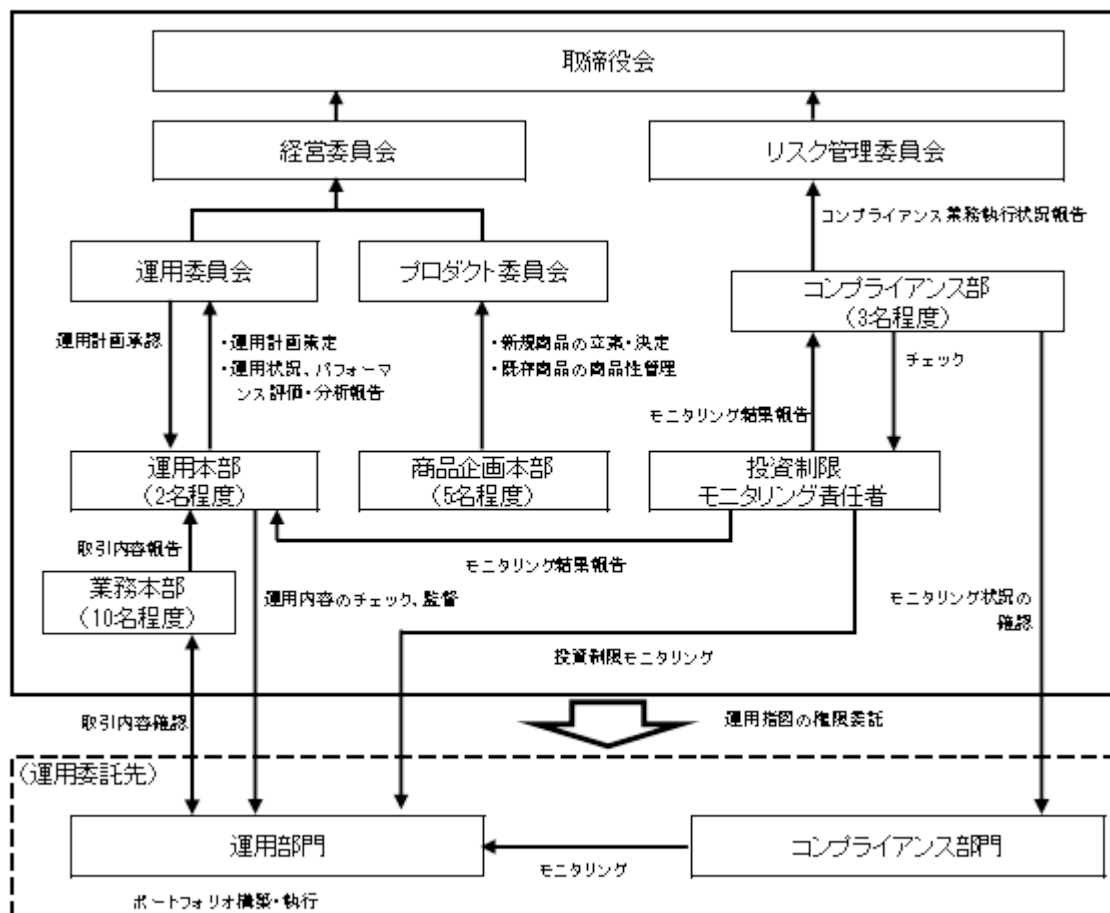 取締役会
経営委員会
リスク管理委員会
コンプライアンス業務執行状況報告
運用委員会
プロダクト委員会
コンプライアンス部
(3名程度)
運用計画承認
・運用計画策定
・運用状況、パフォーマ
ンス評価・分析報告
・新規商品の立案・決定
・既存商品の商品性管理
チェック
モニタリング結果報告
運用本部
(2名程度)
商品企画本部
(5名程度)
投資制限
モニタリング責任者
取引内容報告
モニタリング結果報告
業務本部
(10名程度)
運用内容のチェック、監督
モニタリング状況の
確認
投資制限モニタリング
取引内容確認
運用指図の権限委託
(運用委託先)
運用部門
コンプライアンス部門
モニタリング
ポートフォリオ構築・執行